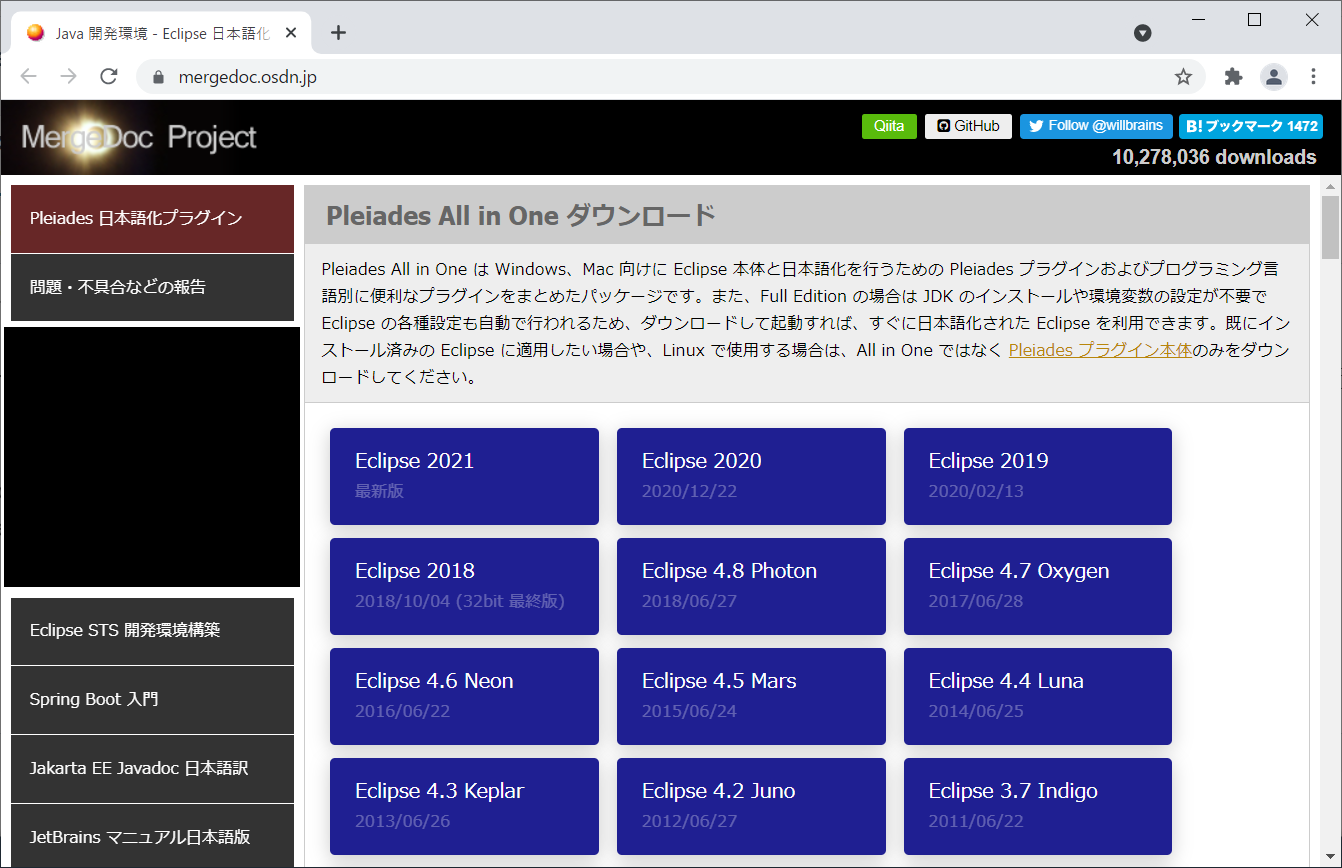 Java 開発環境 - Eclipse 日本語化
mergedoc.osdn.jp
MergeDoc Project
Qiita
GitHub
Follow @willbrains
B! ブックマーク 1472
10,278,036 downloads
Pleiades 日本語化プラグイン
問題・不具合などの報告
Eclipse STS 開発環境構築
Spring Boot 入門
Jakarta EE Javadoc 日本語訳
JetBrains マニュアル日本語版
Pleiades All in One ダウンロード
Pleiades All in One は Windows、Mac 向けに Eclipse 本体と日本語化を行うための Pleiades プラグインおよびプログラミング言
語別に便利なプラグインをまとめたパッケージです。また、Full Edition の場合は JDK のインストールや環境変数の設定が不要で
Eclipse の各種設定も自動で行われるため、ダウンロードして起動すれば、すぐに日本語化された Eclipse を利用できます。既にイン
ストール済みの Eclipse に適用したい場合や、Linux で使用する場合は、All in One ではなく Pleiades プラグイン本体のみをダウン
ロードしてください。
Eclipse 2021
最新版
Eclipse 2020
2020/12/22
Eclipse 2019
2020/02/13
Eclipse 2018
2018/10/04 (32bit 最終版)
Eclipse 4.8 Photon
2018/06/27
Eclipse 4.7 Oxygen
2017/06/28
Eclipse 4.6 Neon
2016/06/22
Eclipse 4.5 Mars
2015/06/24
Eclipse 4.4 Luna
2014/06/25
Eclipse 4.3 Keplar
2013/06/26
Eclipse 4.2 Juno
2012/06/27
Eclipse 3.7 Indigo
2011/06/22